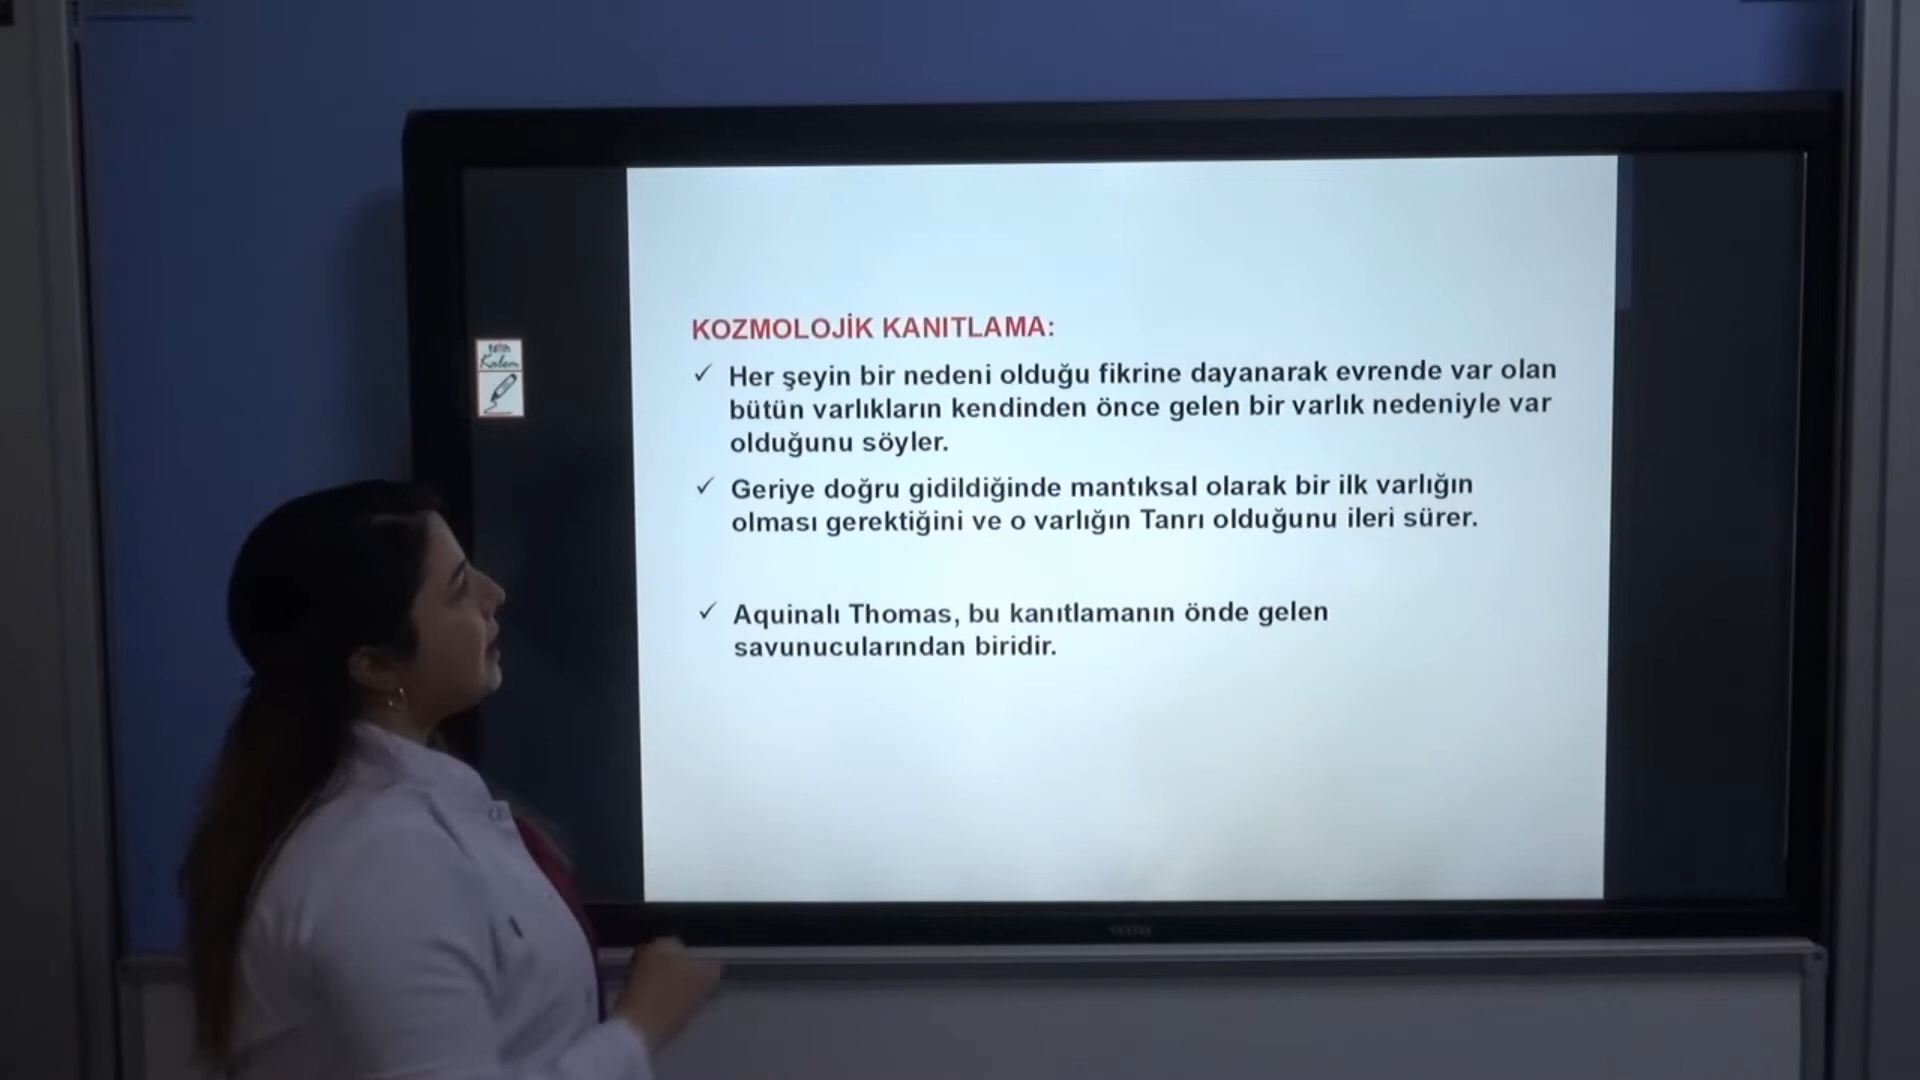 KOZMOLOJİK KANITLAMA:
✓ Her şeyin bir nedeni olduğu fikrine dayanarak evrende var olan
bütün varlıkların kendinden önce gelen bir varlık nedeniyle var
olduğunu söyler.
✓ Geriye doğru gidildiğinde mantıksal olarak bir ilk varlığın
olması gerektiğini ve o varlığın Tanrı olduğunu ileri sürer.
✓ Aquinalı Thomas, bu kanıtlamanın önde gelen
savunucularından biridir.
Kalem